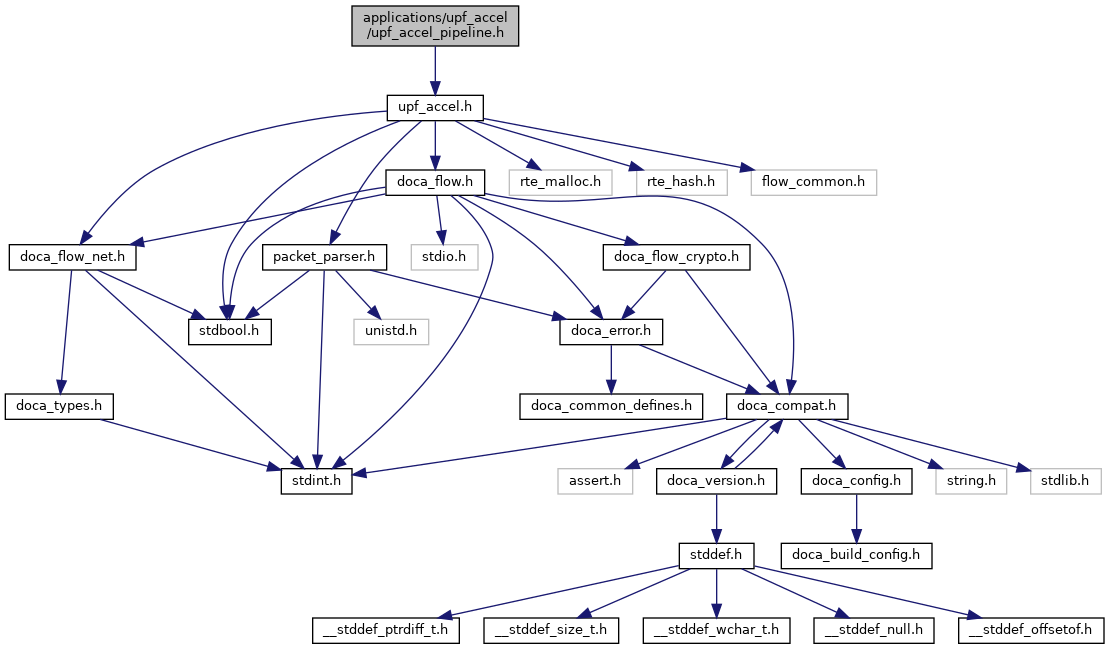 applications/upf_accel
/upf_accel_pipeline.h
upf_accel.h
doca_flow.h
rte_malloc.h
rte_hash.h
flow_common.h
doca_flow_net.h
packet_parser.h
stdio.h
doca_flow_crypto.h
stdbool.h
unistd.h
doca_error.h
doca_types.h
doca_common_defines.h
doca_compat.h
stdint.h
assert.h
doca_version.h
doca_config.h
string.h
stdlib.h
stddef.h
doca_build_config.h
__stddef_ptrdiff_t.h
__stddef_size_t.h
__stddef_wchar_t.h
__stddef_null.h
__stddef_offsetof.h